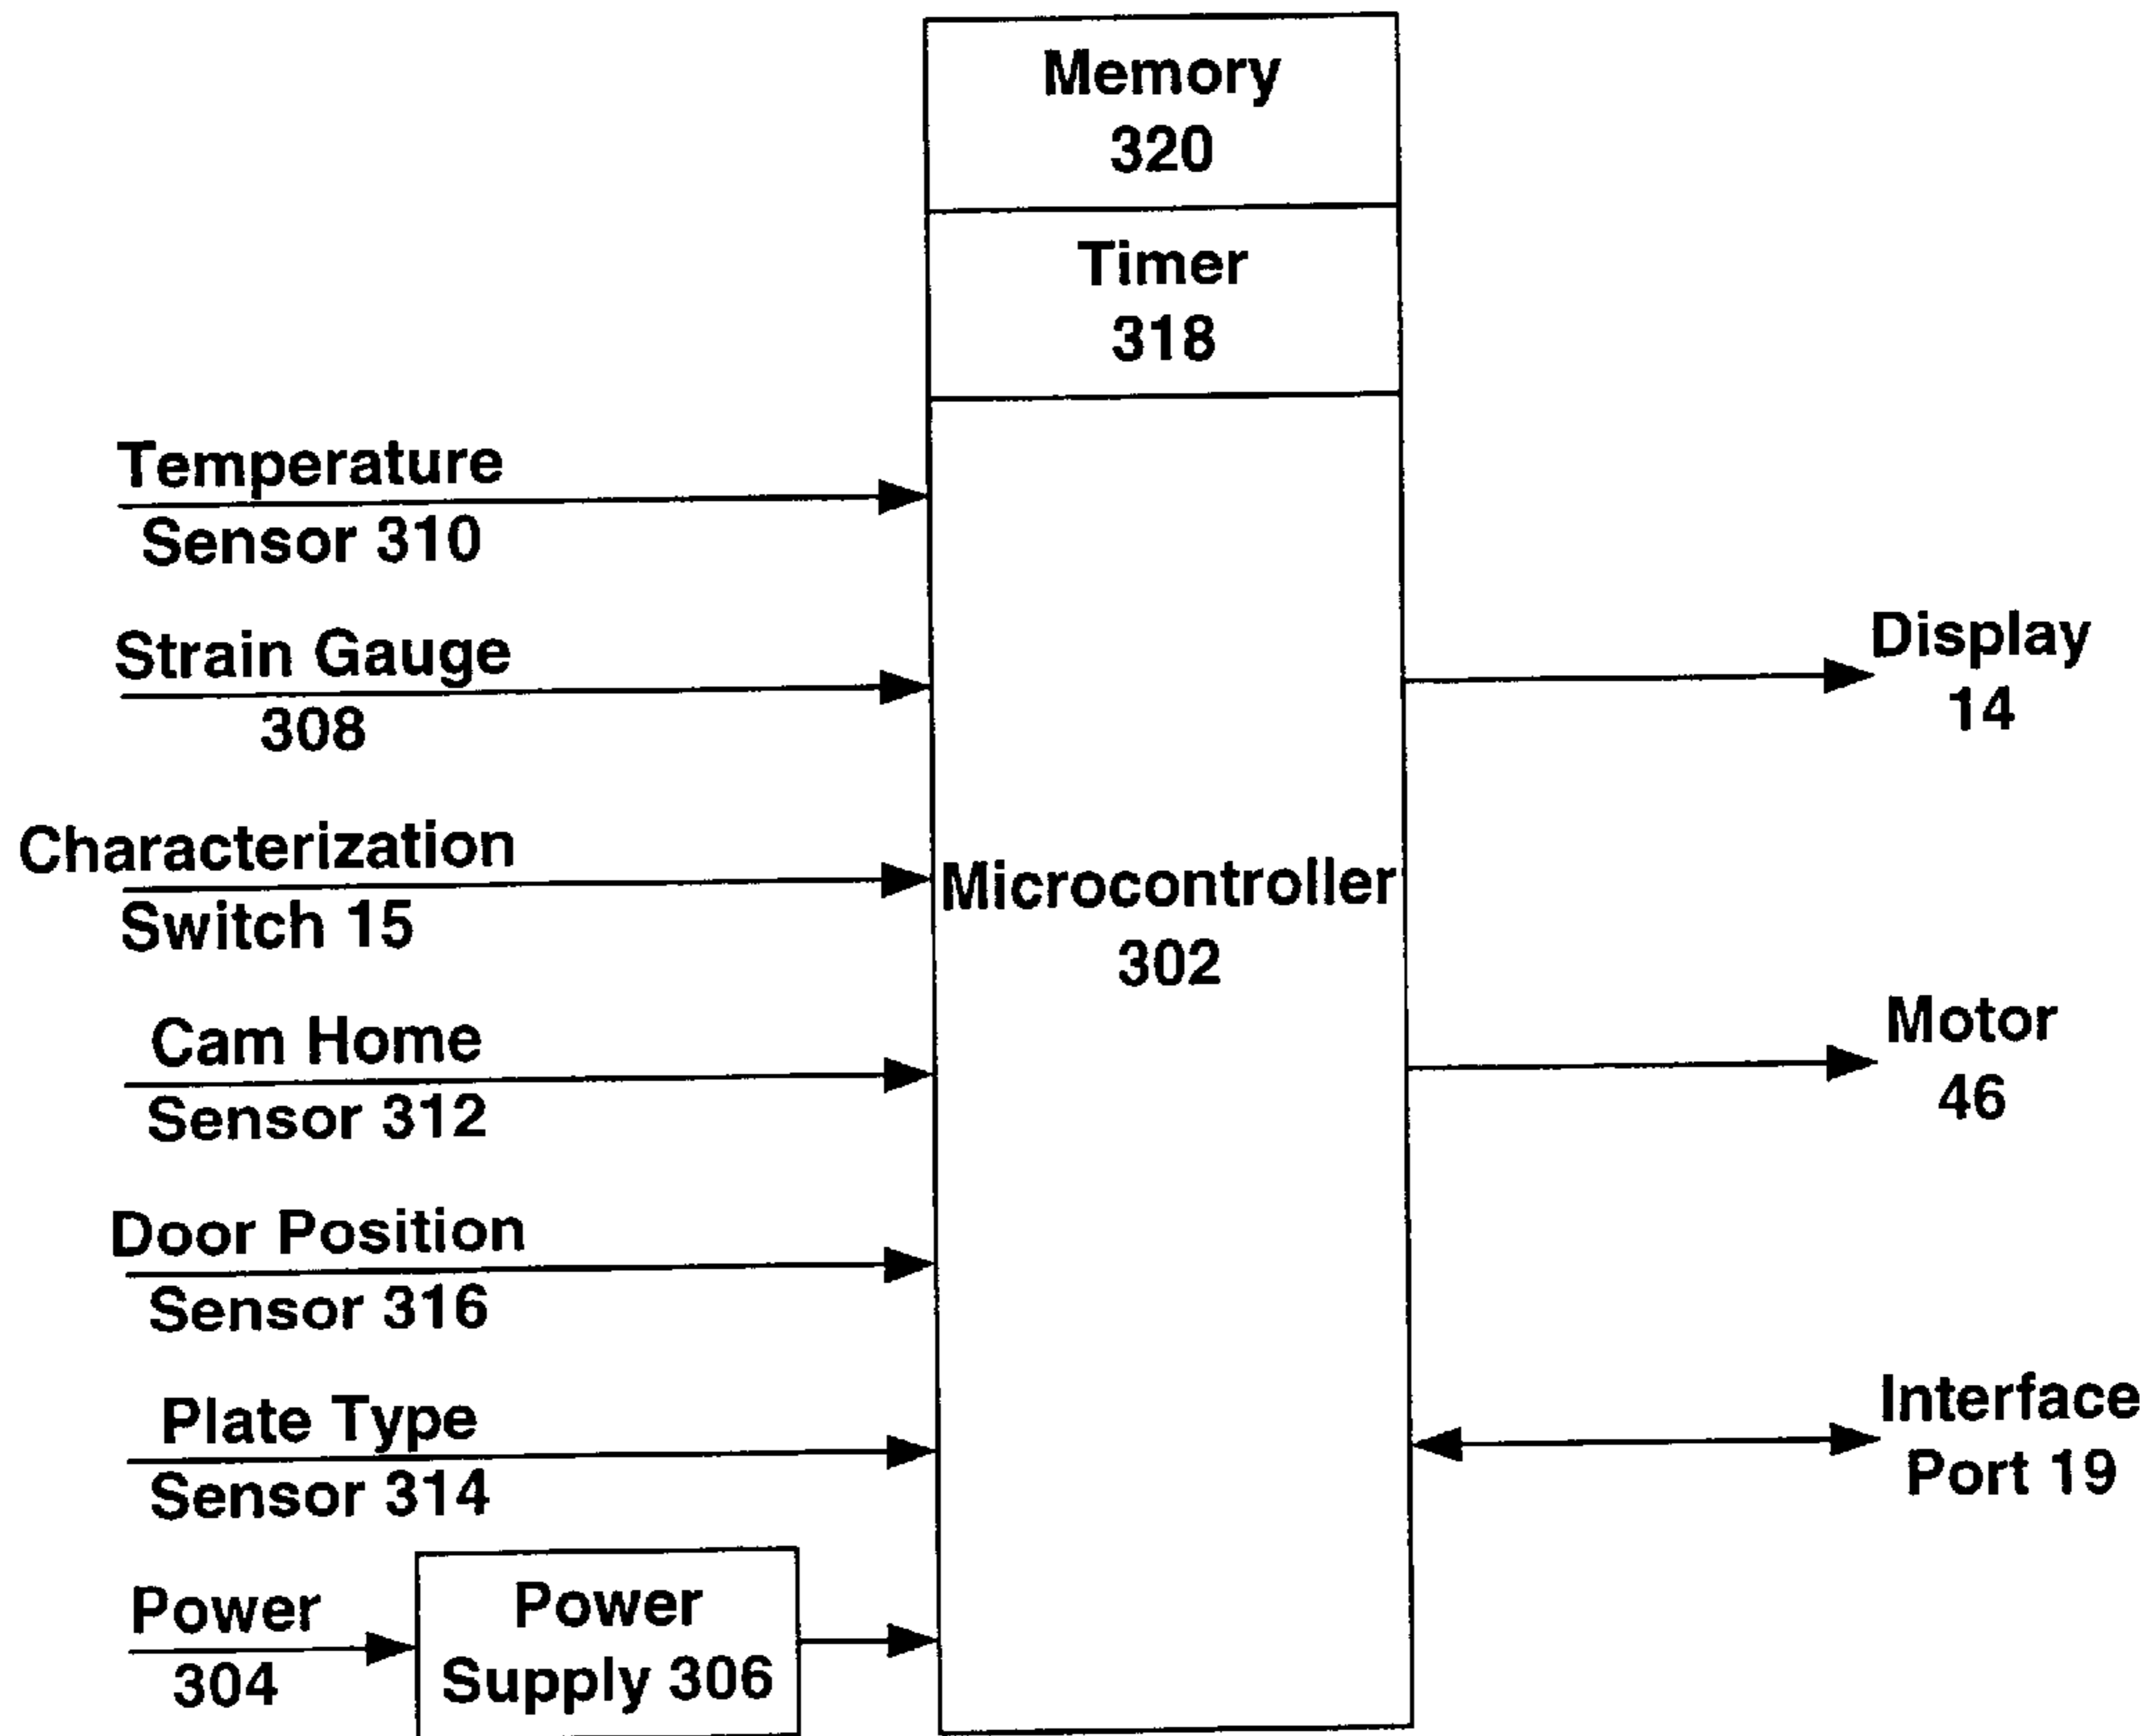 Memory
320
Timer
318
Temperature
Sensor 310
Strain Gauge
308
Characterization
Switch 15
Cam Home
Sensor 312
Door Position
Sensor 316
Plate Type
Sensor 314
Power
304
Power
Supply 306
Microcontroller
302
Display
14
Motor
46
Interface
Port 19